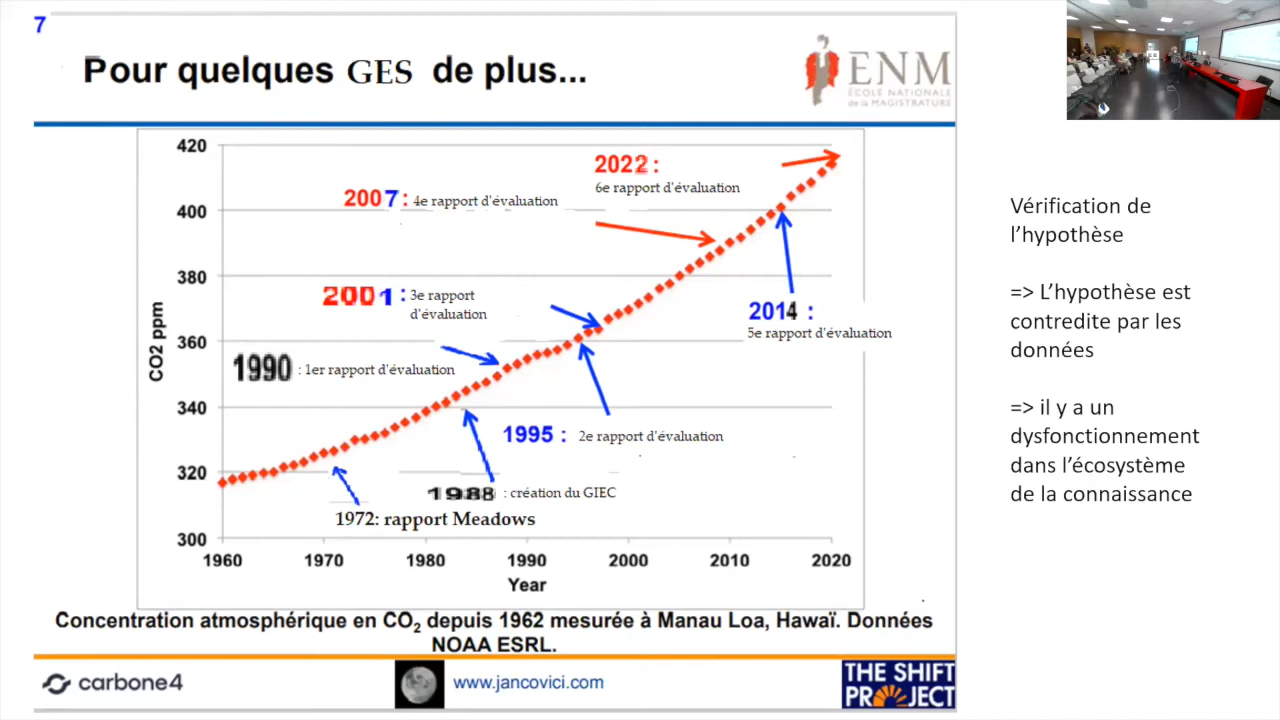 7
Pour quelques GES de plus...
ENM
ÉCOLE NATIONALE
de la MAGISTRATURE
420
400
380
360
340
320
300
CO2 ppm
2022 :
6e rapport d'évaluation
2007 : 4e rapport d'évaluation
2001 : 3e rapport
d'évaluation
2014 :
5e rapport d'évaluation
1990 : 1er rapport d'évaluation
1995 : 2e rapport d'évaluation
1988 : création du GIEC
1972: rapport Meadows
1960 1970 1980 1990 2000 2010 2020
Year
Concentration atmosphérique en CO2 depuis 1962 mesurée à Manau Loa, Hawaï. Données
NOAA ESRL.
carbone4
www.jancovici.com
THE SHIFT
PROJECT
Vérification de
l'hypothèse
=> L'hypothèse est
contredite par les
données
=> il y a un
dysfonctionnement
dans l'écosystème
de la connaissance